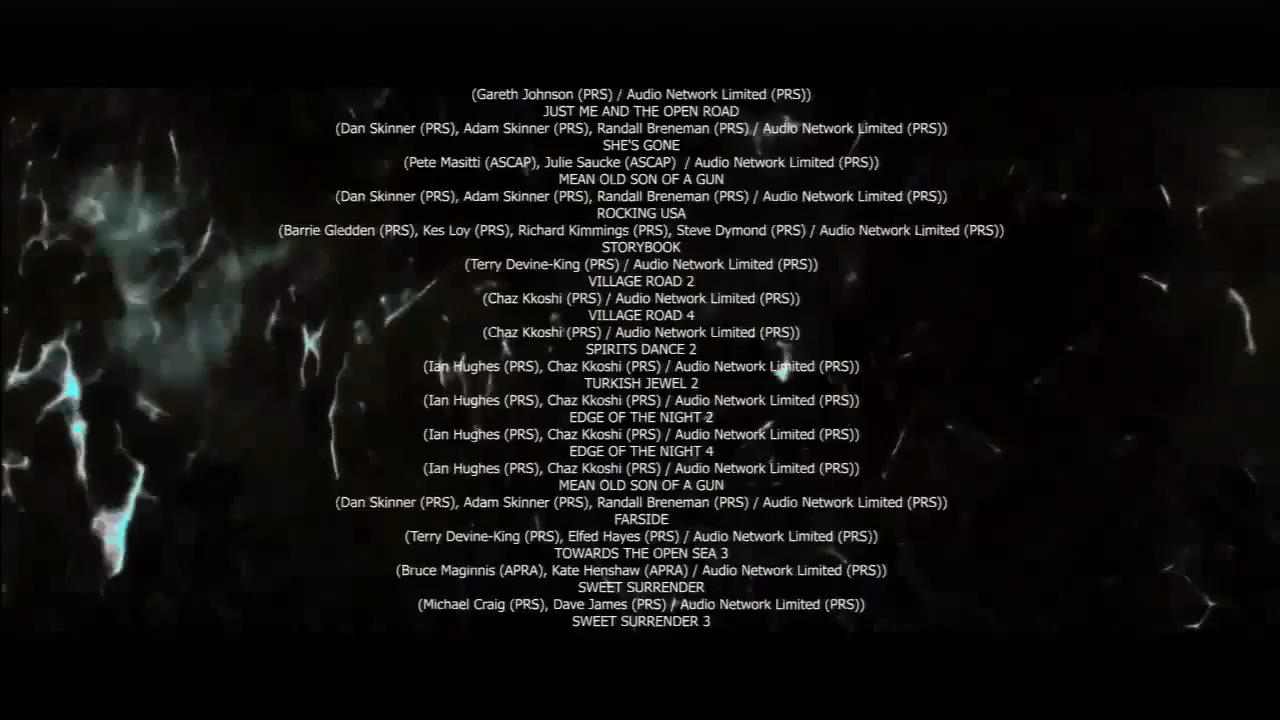 (Gareth Johnson (PRS) / Audio Network Limited (PRS))
JUST ME AND THE OPEN ROAD
(Dan Skinner (PRS), Adam Skinner (PRS), Randall Breneman (PRS) / Audio Network Limited (PRS))
SHE'S GONE
(Pete Masitti (ASCAP), Julie Saucke (ASCAP)  / Audio Network Limited (PRS))
MEAN OLD SON OF A GUN
(Dan Skinner (PRS), Adam Skinner (PRS), Randall Breneman (PRS) / Audio Network Limited (PRS))
ROCKING USA
(Barrie Gledden (PRS), Kes Loy (PRS), Richard Kimmings (PRS), Steve Dymond (PRS) / Audio Network Limited (PRS))
STORYBOOK
(Terry Devine-King (PRS) / Audio Network Limited (PRS))
VILLAGE ROAD 2
(Chaz Kkoshi (PRS) / Audio Network Limited (PRS))
VILLAGE ROAD 4
(Chaz Kkoshi (PRS) / Audio Network Limited (PRS))
SPIRITS DANCE 2
(Ian Hughes (PRS), Chaz Kkoshi (PRS) / Audio Network Limited (PRS))
TURKISH JEWEL 2
(Ian Hughes (PRS), Chaz Kkoshi (PRS) / Audio Network Limited (PRS))
EDGE OF THE NIGHT 2
(Ian Hughes (PRS), Chaz Kkoshi (PRS) / Audio Network Limited (PRS))
EDGE OF THE NIGHT 4
(Ian Hughes (PRS), Chaz Kkoshi (PRS) / Audio Network Limited (PRS))
MEAN OLD SON OF A GUN
(Dan Skinner (PRS), Adam Skinner (PRS), Randall Breneman (PRS) / Audio Network Limited (PRS))
FARSIDE
(Terry Devine-King (PRS), Elfed Hayes (PRS) / Audio Network Limited (PRS))
TOWARDS THE OPEN SEA 3
(Bruce Maginnis (APRA), Kate Henshaw (APRA) / Audio Network Limited (PRS))
SWEET SURRENDER
(Michael Craig (PRS), Dave James (PRS) / Audio Network Limited (PRS))
SWEET SURRENDER 3